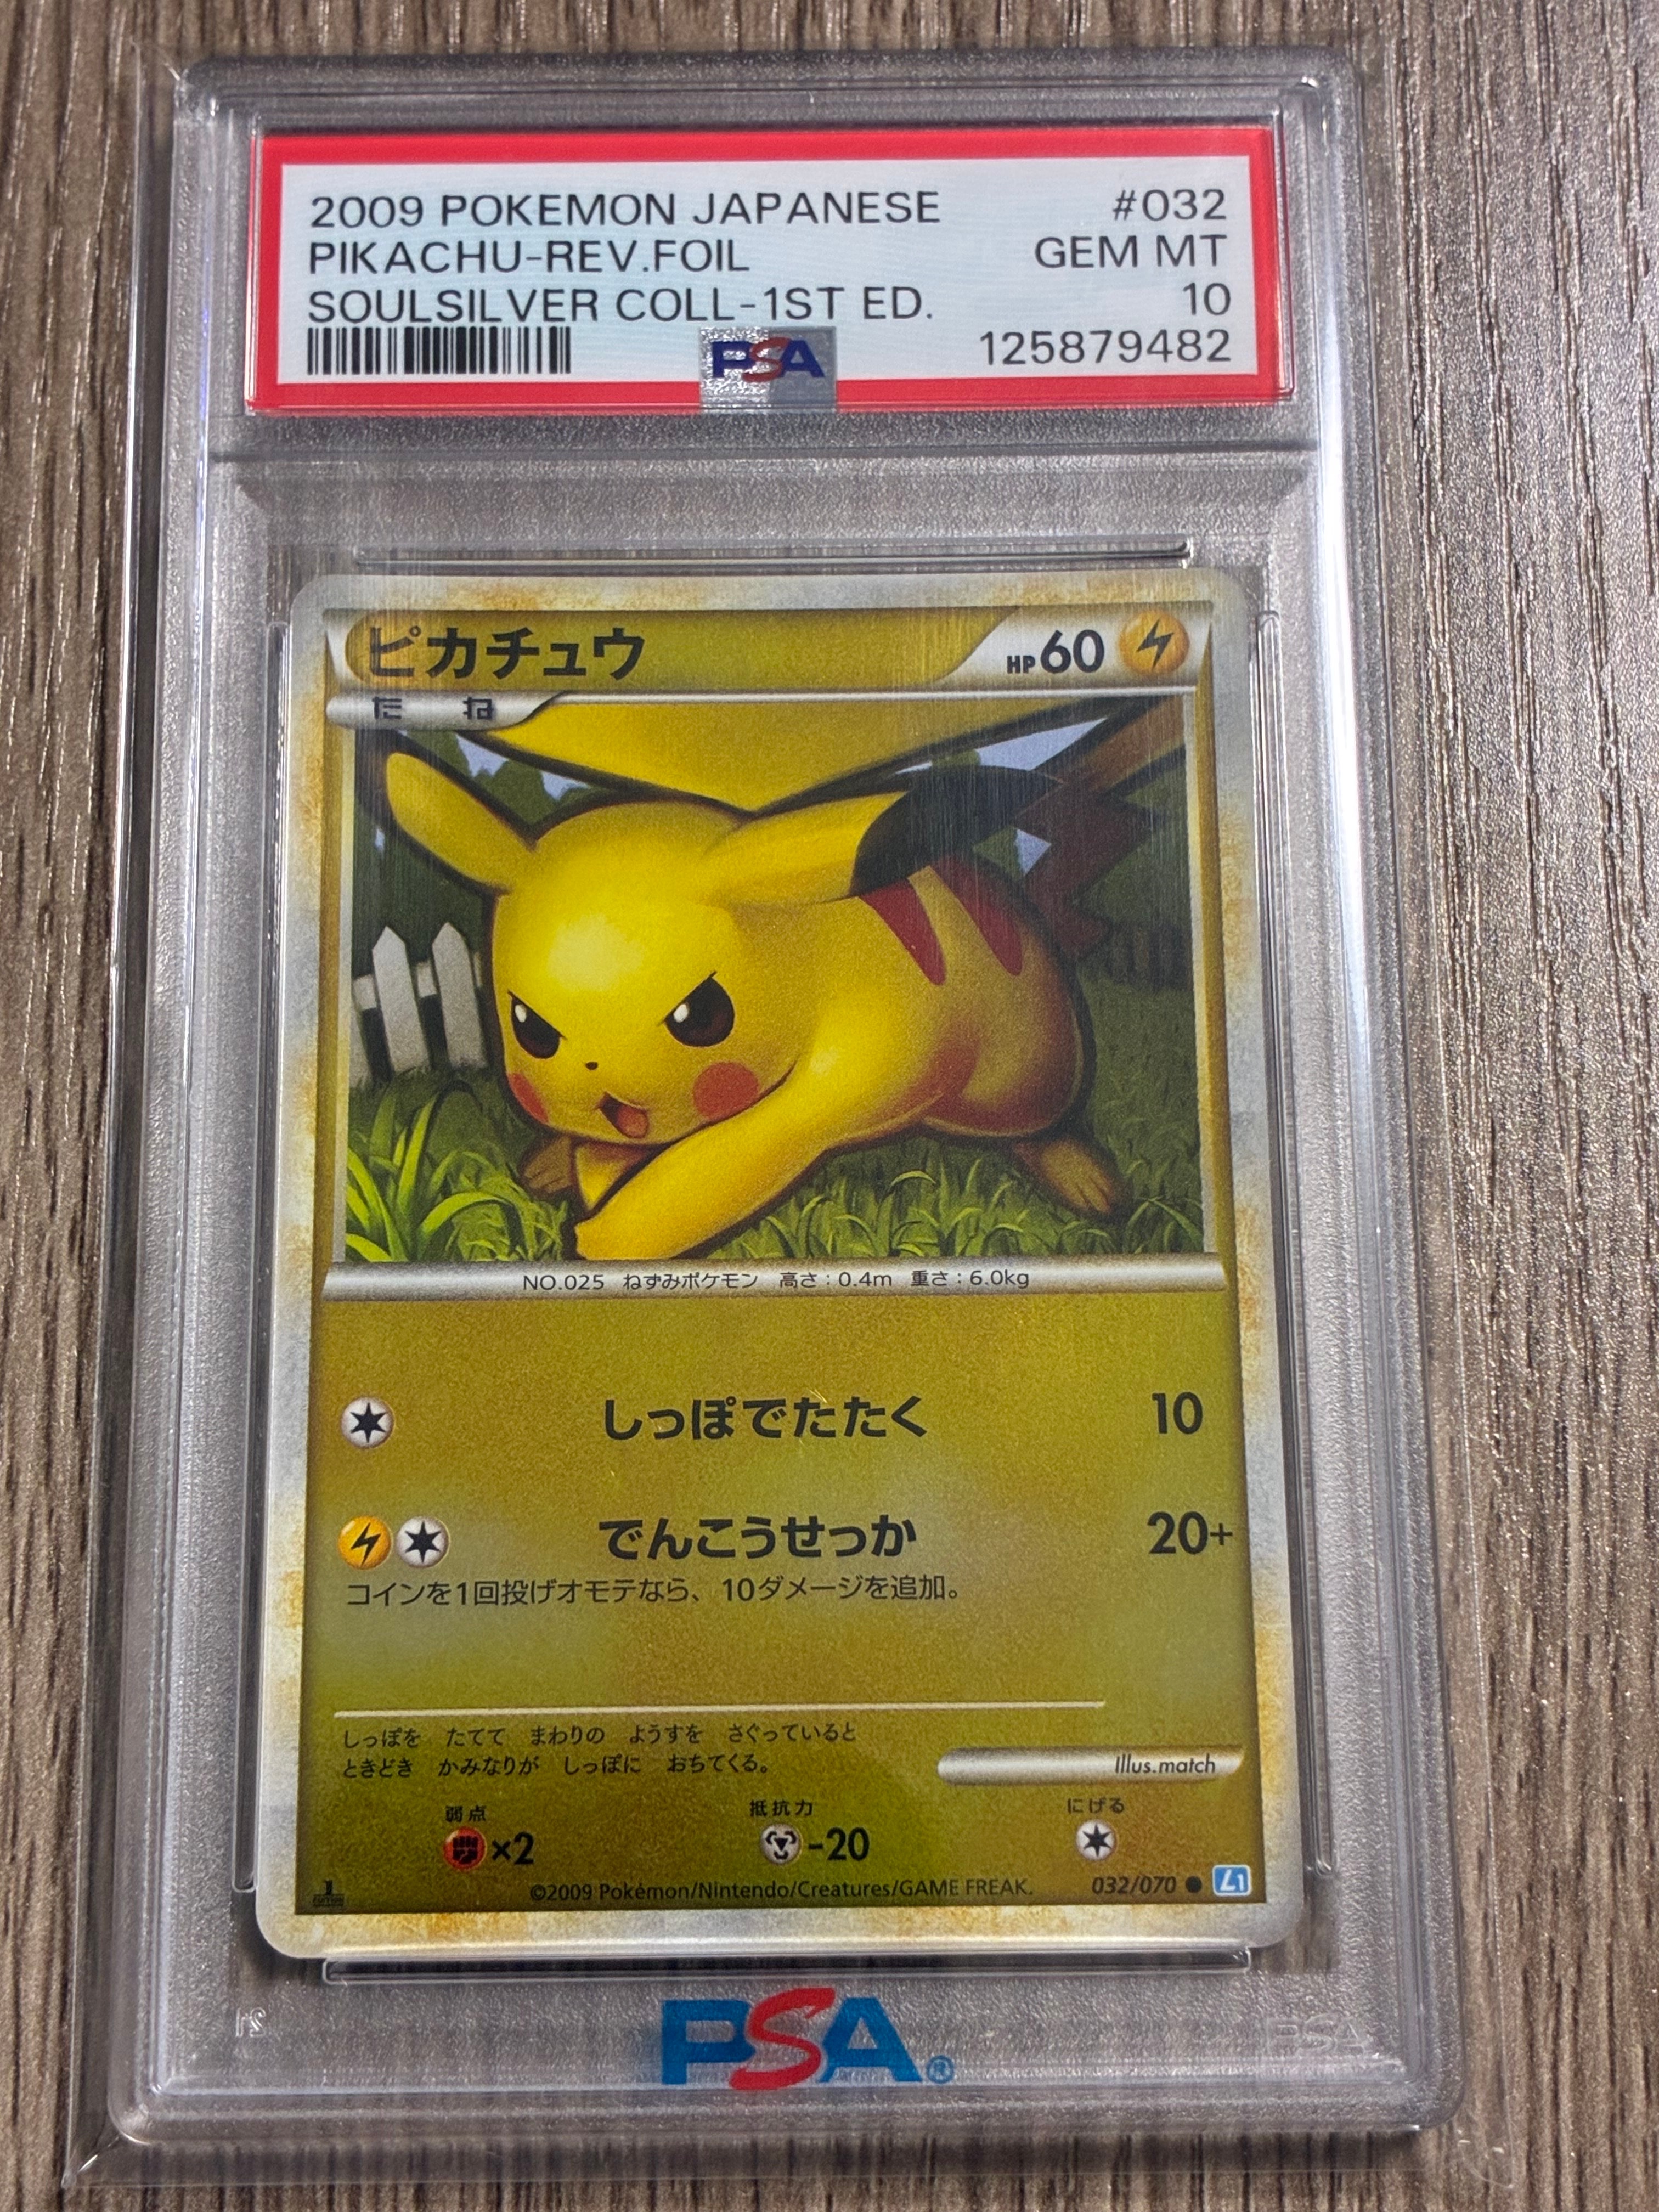 2009 POKEMON JAPANESE #032
PIKACHU-REV.FOIL GEM MT
SOULSILVER COLL-1ST ED. 10
PSA 125879482
ピカチュウ HP60
たね
NO.025 ねずみポケモン 高さ:0.4m 重さ:6.0kg
しっぽでたたく 10
でんこうせっか 20+
コインを1回投げオモテなら、10ダメージを追加。
しっぽを たてて まわりの ようすを さぐっていると
ときどき かみなりが しっぽに おちてくる。
Illus.match
弱点 抵抗力 にげる
×2 -20
1 EDITION ©2009 Pokémon/Nintendo/Creatures/GAME FREAK. 032/070 ● L1
PSA
PSA®